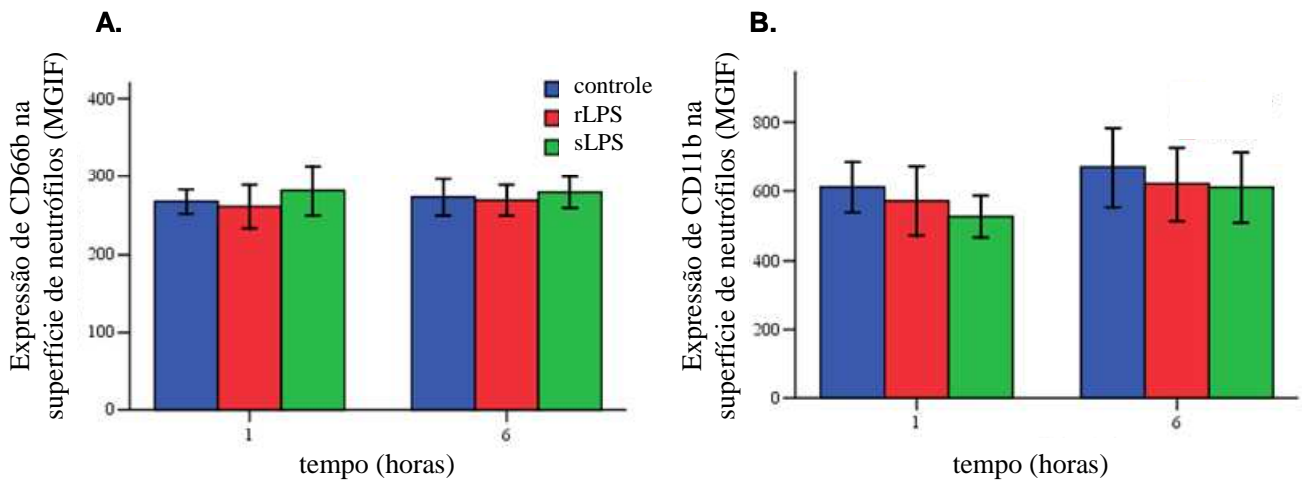 A.
Expressão de CD66b na
superfície de neutrófilos (MGIF)
400
300
200
100
0
controle
rLPS
sLPS
1
6
tempo (horas)
B.
Expressão de CD11b na
superfície de neutrófilos (MGIF)
800
600
400
200
0
1
6
tempo (horas)